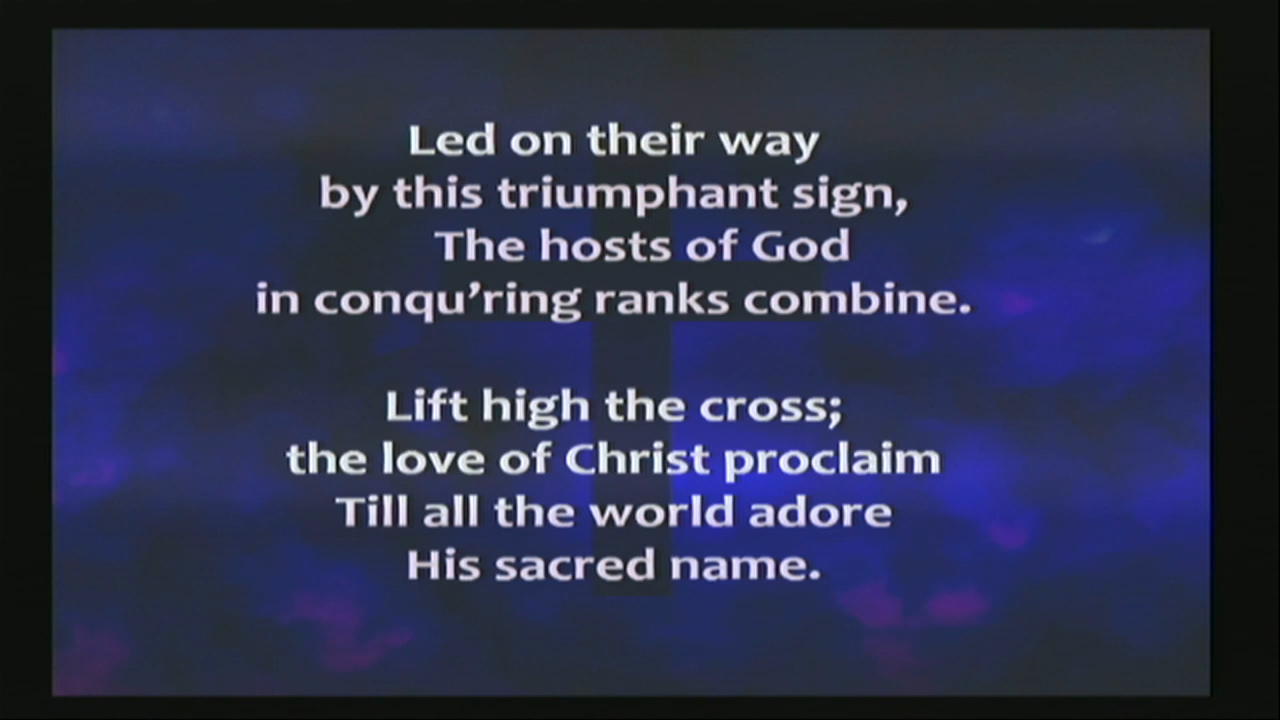 Led on their way
by this triumphant sign,
The hosts of God
in conqu’ring ranks combine.
Lift high the cross;
the love of Christ proclaim
Till all the world adore
His sacred name.